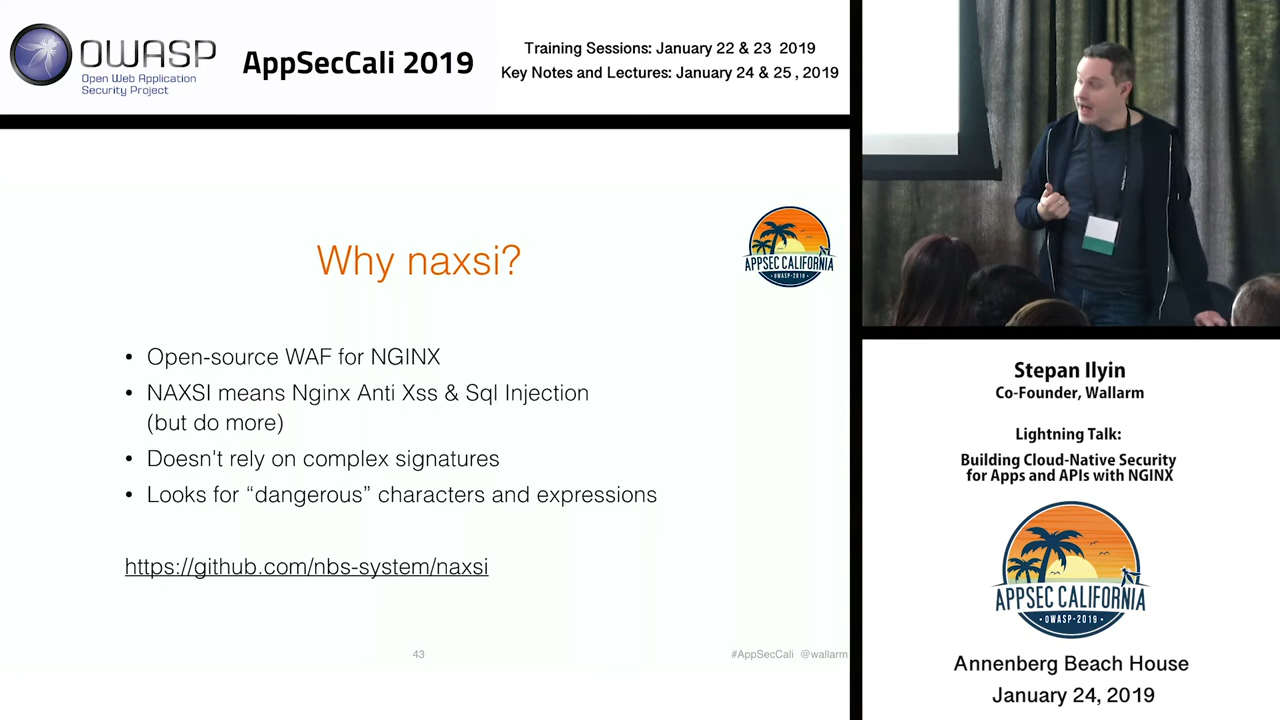 OWASP
Open Web Application
Security Project
AppSecCali 2019
Training Sessions: January 22 & 23 2019
Key Notes and Lectures: January 24 & 25 , 2019
Why naxsi?
APPSEC CALIFORNIA
OWASP-2019
• Open-source WAF for NGINX
• NAXSI means Nginx Anti Xss & Sql Injection
(but do more)
• Doesn't rely on complex signatures
• Looks for “dangerous” characters and expressions
https://github.com/nbs-system/naxsi
43
#AppSecCali @wallarm
Stepan Ilyin
Co-Founder, Wallarm
Lightning Talk:
Building Cloud-Native Security
for Apps and APIs with NGINX
APPSEC CALIFORNIA
• OWASP-2019 •
Annenberg Beach House
January 24, 2019